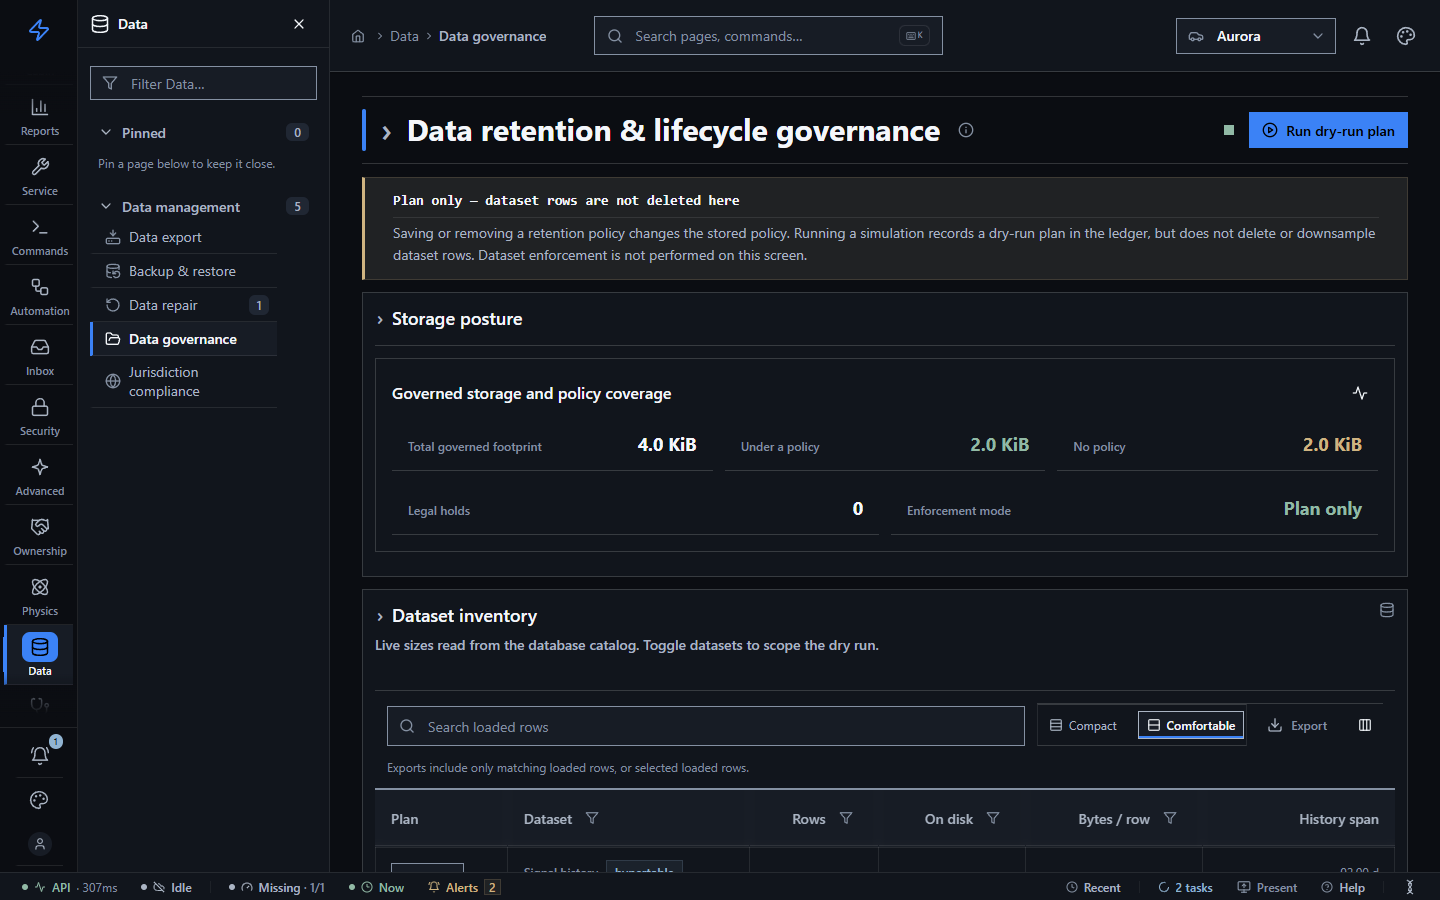 Data
Data
Data governance
Search pages, commands...
K
Aurora
Filter Data...
Reports
Pinned
0
Data retention & lifecycle governance
Run dry-run plan
Pin a page below to keep it close.
Service
Plan only — dataset rows are not deleted here
Data management
5
Saving or removing a retention policy changes the stored policy. Running a simulation records a dry-run plan in the ledger, but does not delete or downsample
dataset rows. Dataset enforcement is not performed on this screen.
Data export
Commands
Backup & restore
Automation
Data repair
1
Storage posture
Data governance
Inbox
Jurisdiction
compliance
Governed storage and policy coverage
Security
Total governed footprint
4.0 KiB
Under a policy
2.0 KiB
No policy
2.0 KiB
Advanced
Legal holds
0
Enforcement mode
Plan only
Ownership
Physics
Dataset inventory
Live sizes read from the database catalog. Toggle datasets to scope the dry run.
Data
Search loaded rows
Compact
Comfortable
Export
1
Exports include only matching loaded rows, or selected loaded rows.
Plan
Dataset
Rows
On disk
Bytes / row
History span
API · 307ms
Idle
Missing · 1/1
Now
Alerts 2
Recent
2 tasks
Present
Help